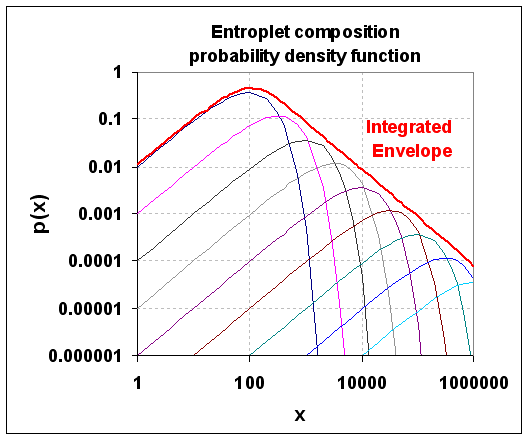 Entroplet composition
probability density function
1
0.1
0.01
0.001
0.0001
0.00001
0.000001
p(x)
Integrated
Envelope
1
100
10000
1000000
x